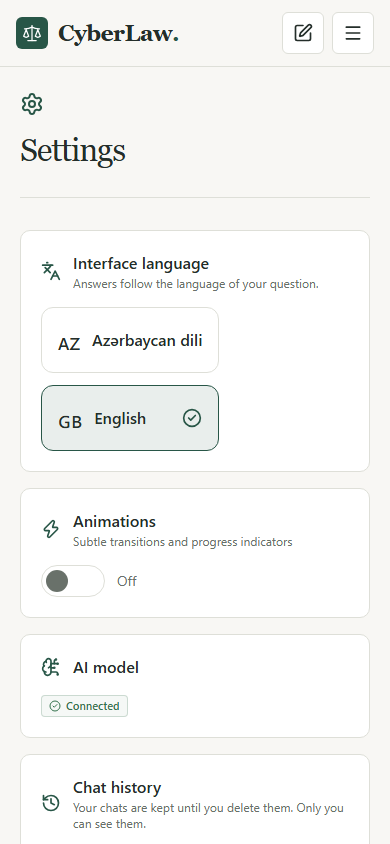 CyberLaw.
Settings
Interface language
Answers follow the language of your question.
AZ Azərbaycan dili
GB English
Animations
Subtle transitions and progress indicators
Off
AI model
Connected
Chat history
Your chats are kept until you delete them. Only you
can see them.